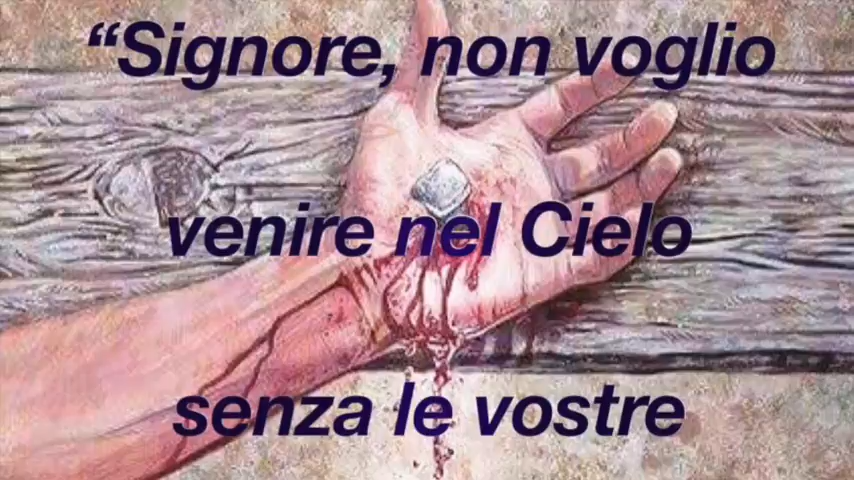 “Signore, non voglio
venire nel Cielo
senza le vostre